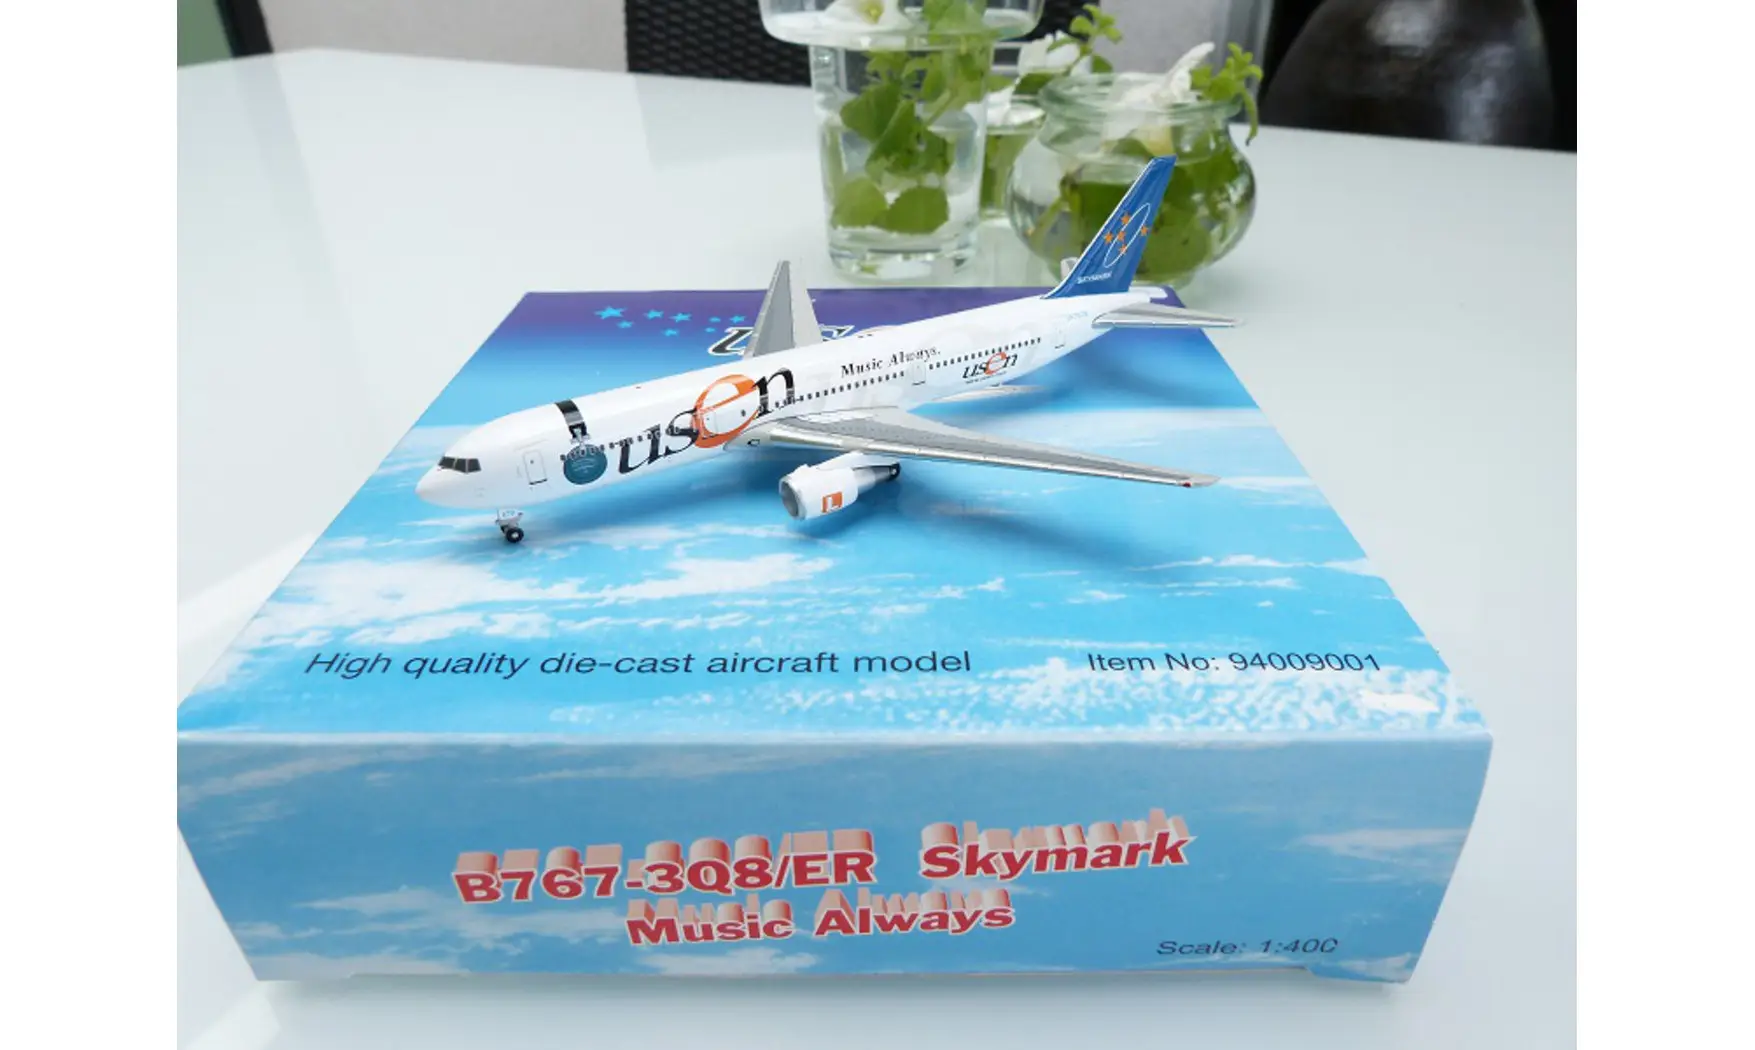 Music Always.
usen
usen
SKYMARK
L
High quality die-cast aircraft model
Item No: 94009001
B767-3Q8/ER Skymark
Music Always
Scale: 1:400